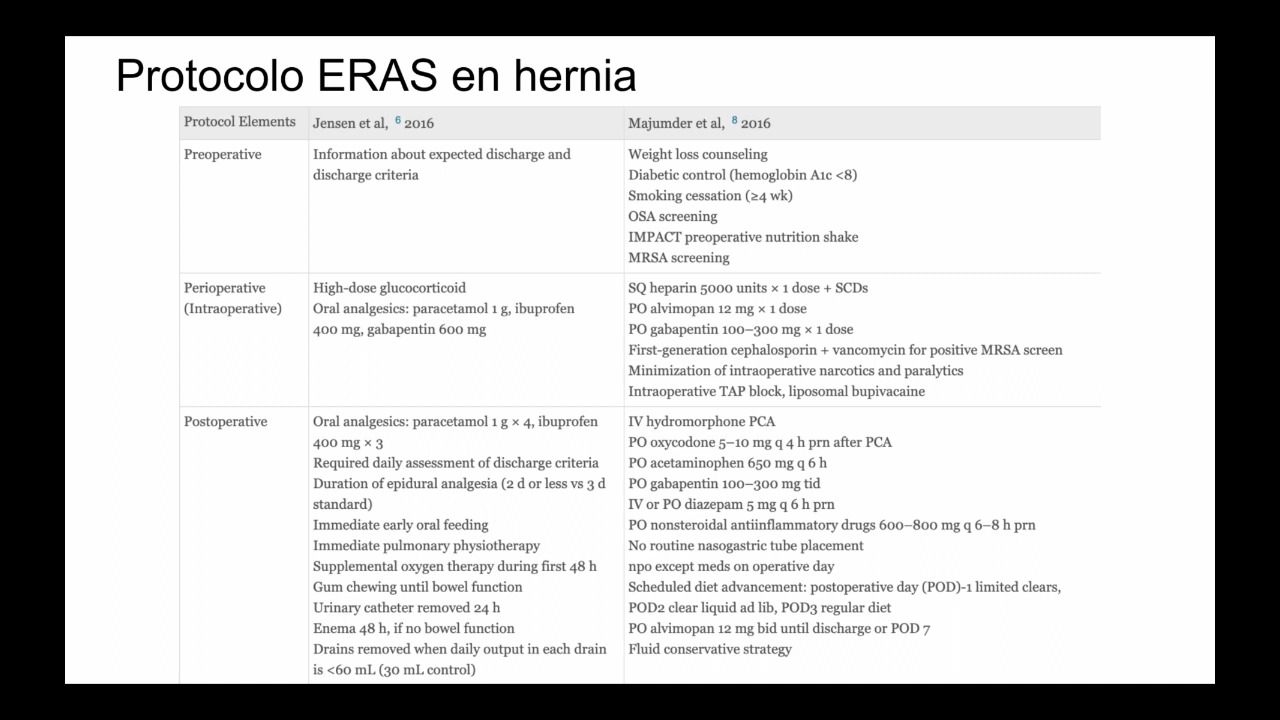 Protocolo ERAS en hernia
Protocol Elements
Jensen et al, 6 2016
Majumder et al, 8 2016
Preoperative
Information about expected discharge and
discharge criteria
Weight loss counseling
Diabetic control (hemoglobin A1c <8)
Smoking cessation (≥4 wk)
OSA screening
IMPACT preoperative nutrition shake
MRSA screening
Perioperative
(Intraoperative)
High-dose glucocorticoid
Oral analgesics: paracetamol 1 g, ibuprofen
400 mg, gabapentin 600 mg
SQ heparin 5000 units × 1 dose + SCDs
PO alvimopan 12 mg × 1 dose
PO gabapentin 100–300 mg × 1 dose
First-generation cephalosporin + vancomycin for positive MRSA screen
Minimization of intraoperative narcotics and paralytics
Intraoperative TAP block, liposomal bupivacaine
Postoperative
Oral analgesics: paracetamol 1 g × 4, ibuprofen
400 mg × 3
Required daily assessment of discharge criteria
Duration of epidural analgesia (2 d or less vs 3 d
standard)
Immediate early oral feeding
Immediate pulmonary physiotherapy
Supplemental oxygen therapy during first 48 h
Gum chewing until bowel function
Urinary catheter removed 24 h
Enema 48 h, if no bowel function
Drains removed when daily output in each drain
is <60 mL (30 mL control)
IV hydromorphone PCA
PO oxycodone 5–10 mg q 4 h prn after PCA
PO acetaminophen 650 mg q 6 h
PO gabapentin 100–300 mg tid
IV or PO diazepam 5 mg q 6 h prn
PO nonsteroidal antiinflammatory drugs 600–800 mg q 6–8 h prn
No routine nasogastric tube placement
npo except meds on operative day
Scheduled diet advancement: postoperative day (POD)-1 limited clears,
POD2 clear liquid ad lib, POD3 regular diet
PO alvimopan 12 mg bid until discharge or POD 7
Fluid conservative strategy